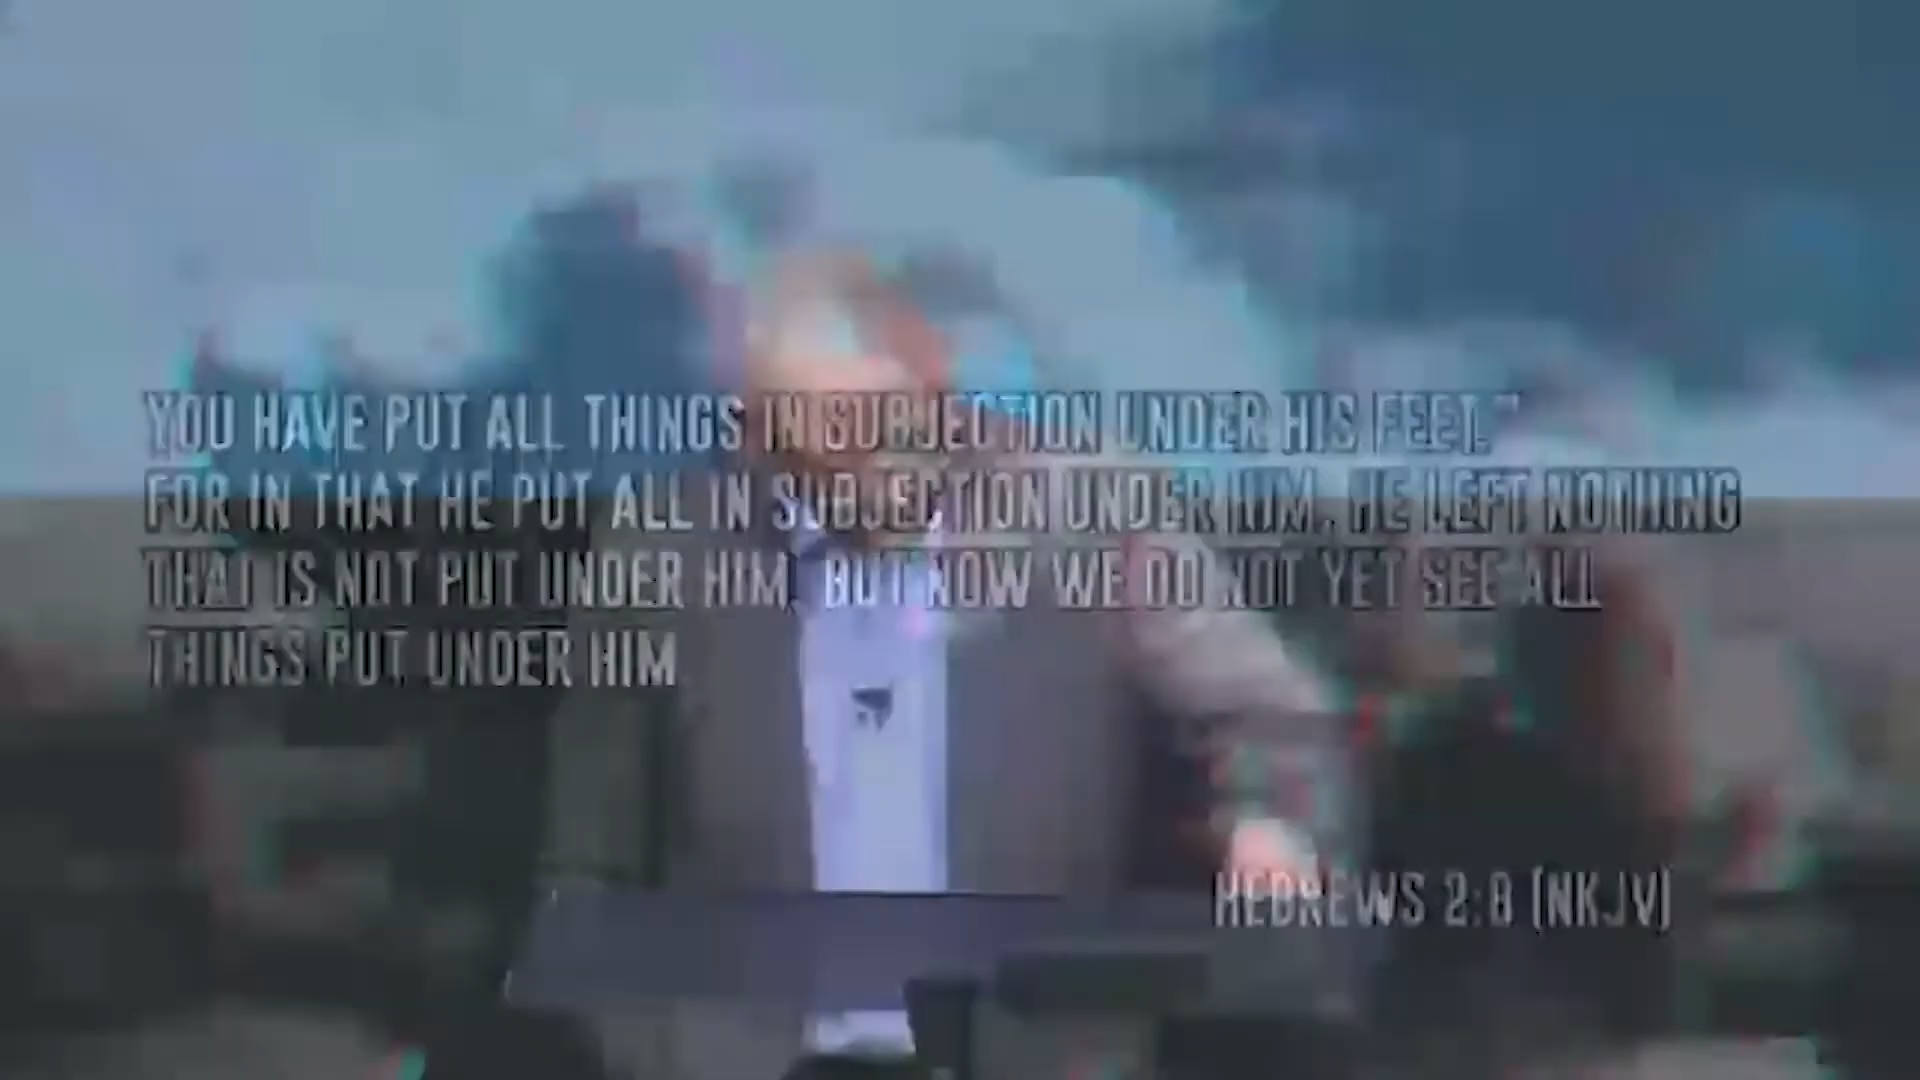 YOU HAVE PUT ALL THINGS IN SUBJECTION UNDER HIS FEET."
FOR IN THAT HE PUT ALL IN SUBJECTION UNDER HIM, HE LEFT NOTHING
THAT IS NOT PUT UNDER HIM. BUT NOW WE DO NOT YET SEE ALL
THINGS PUT UNDER HIM.
HEBREWS 2:8 (NKJV)